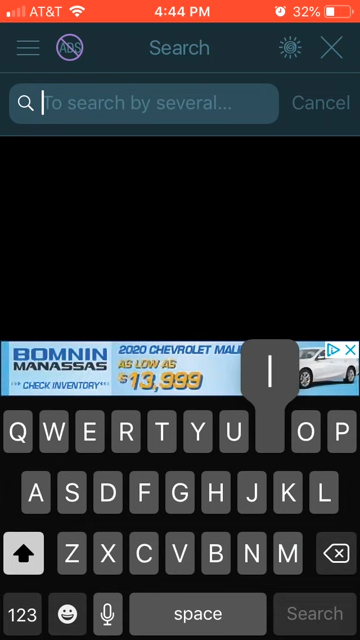 AT&T 4:44 PM 32%
ADS Search
To search by several... Cancel
BOMNIN
MANASSAS
CHECK INVENTORY
2020 CHEVROLET MALI
AS LOW AS
$13,999
I
Q W E R T Y U O P
A S D F G H J K L
Z X C V B N M
123 space Search